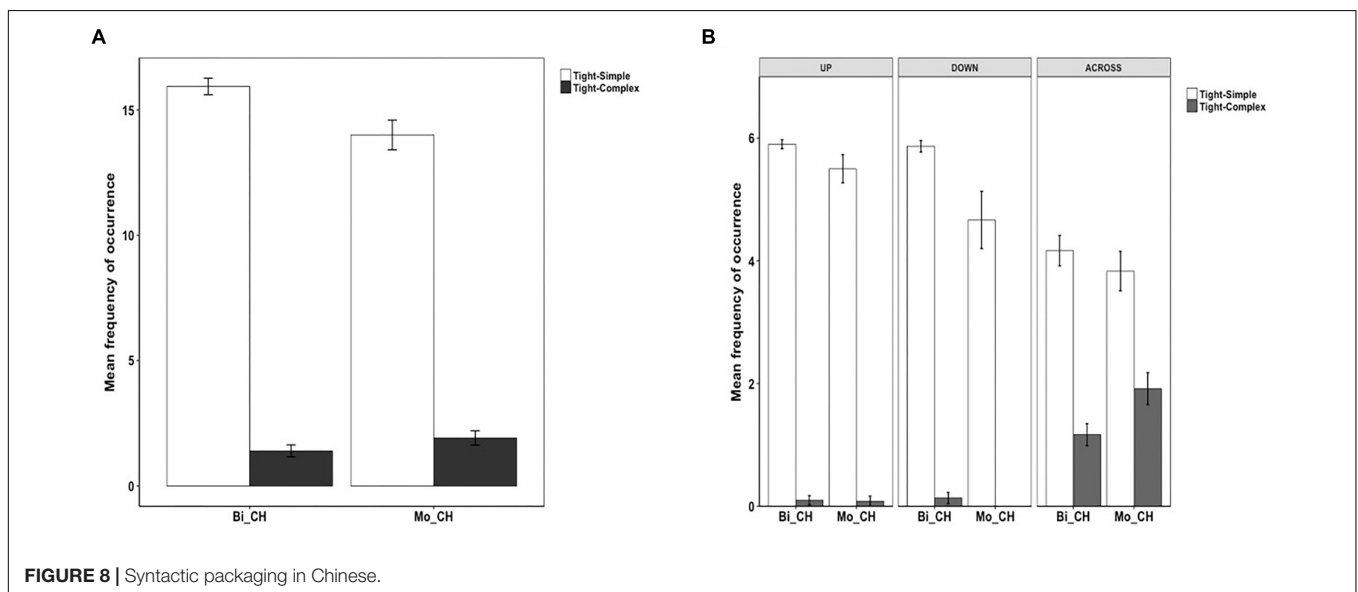 A
Tight-Simple
Tight-Complex
Mean frequency of occurrence
15
10
5
0
Bi_CH Mo_CH
B
UP DOWN ACROSS
Tight-Simple
Tight-Complex
Mean frequency of occurrence
6
4
2
0
Bi_CH Mo_CH Bi_CH Mo_CH Bi_CH Mo_CH
FIGURE 8 | Syntactic packaging in Chinese.